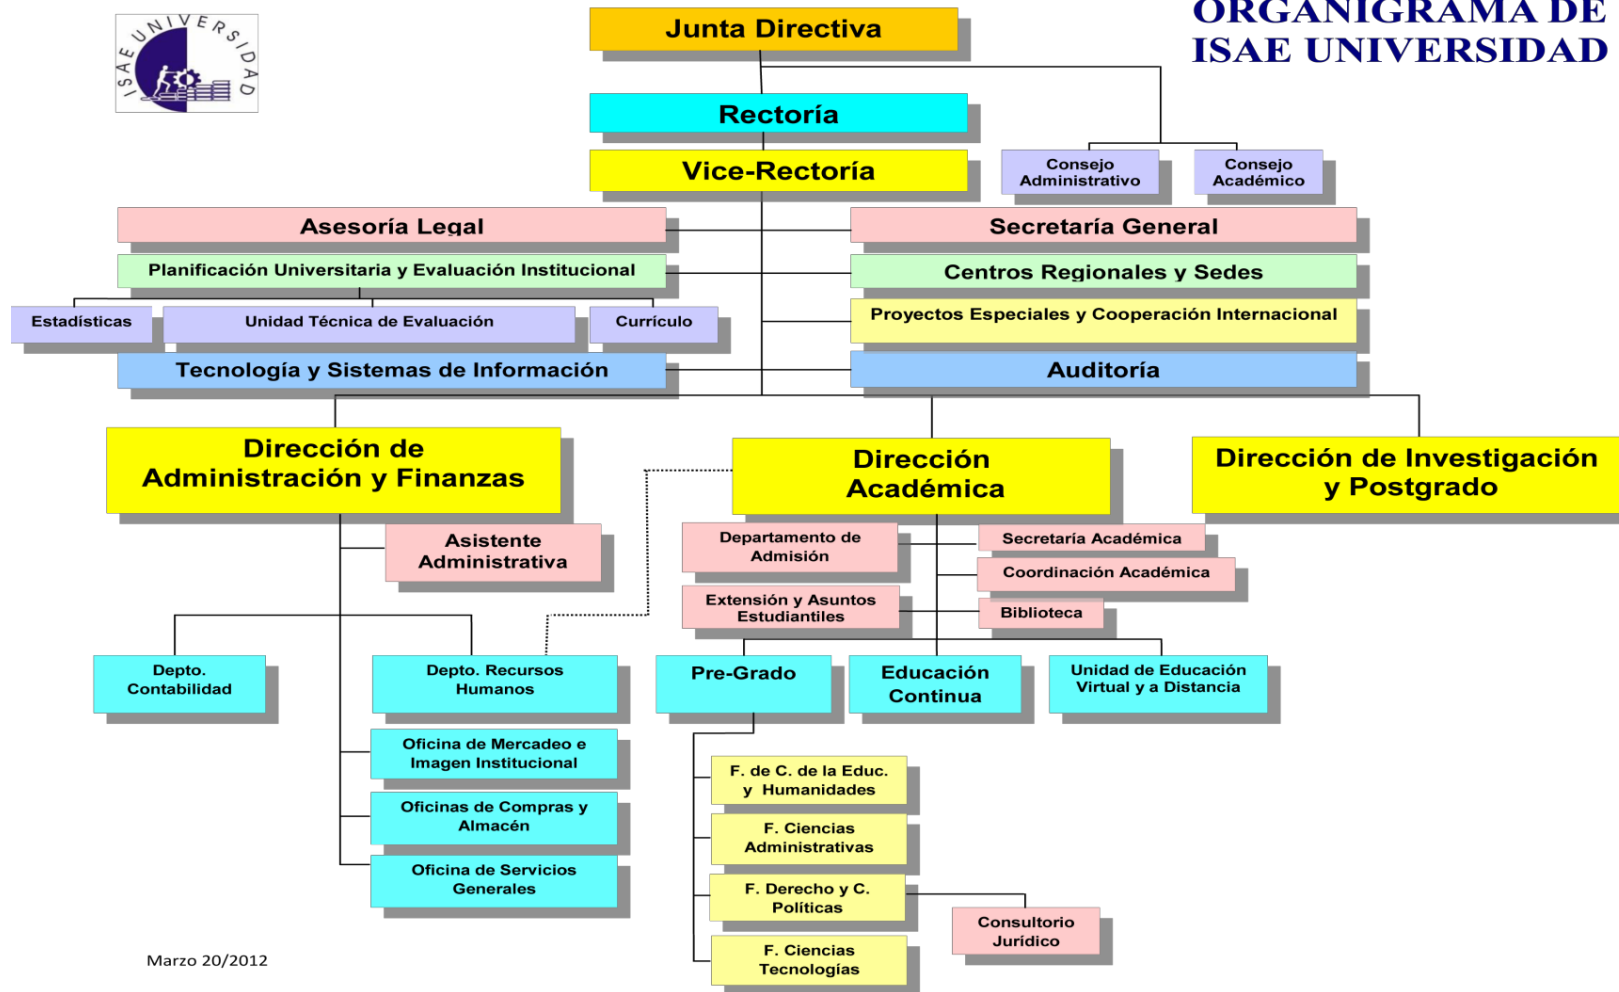 ORGANIGRAMA DE
ISAE UNIVERSIDAD
ISAE UNIVERSIDAD
Junta Directiva
Rectoría
Vice-Rectoría
Consejo
Administrativo
Consejo
Académico
Asesoría Legal
Secretaría General
Planificación Universitaria y Evaluación Institucional
Centros Regionales y Sedes
Estadísticas
Unidad Técnica de Evaluación
Currículo
Proyectos Especiales y Cooperación Internacional
Tecnología y Sistemas de Información
Auditoría
Dirección de
Administración y Finanzas
Dirección
Académica
Dirección de Investigación
y Postgrado
Asistente
Administrativa
Departamento de
Admisión
Secretaría Académica
Coordinación Académica
Extensión y Asuntos
Estudiantiles
Biblioteca
Depto.
Contabilidad
Depto. Recursos
Humanos
Pre-Grado
Educación
Continua
Unidad de Educación
Virtual y a Distancia
Oficina de Mercadeo e
Imagen Institucional
Oficinas de Compras y
Almacén
Oficina de Servicios
Generales
F. de C. de la Educ.
y Humanidades
F. Ciencias
Administrativas
F. Derecho y C.
Políticas
Consultorio
Jurídico
F. Ciencias
Tecnologías
Marzo 20/2012